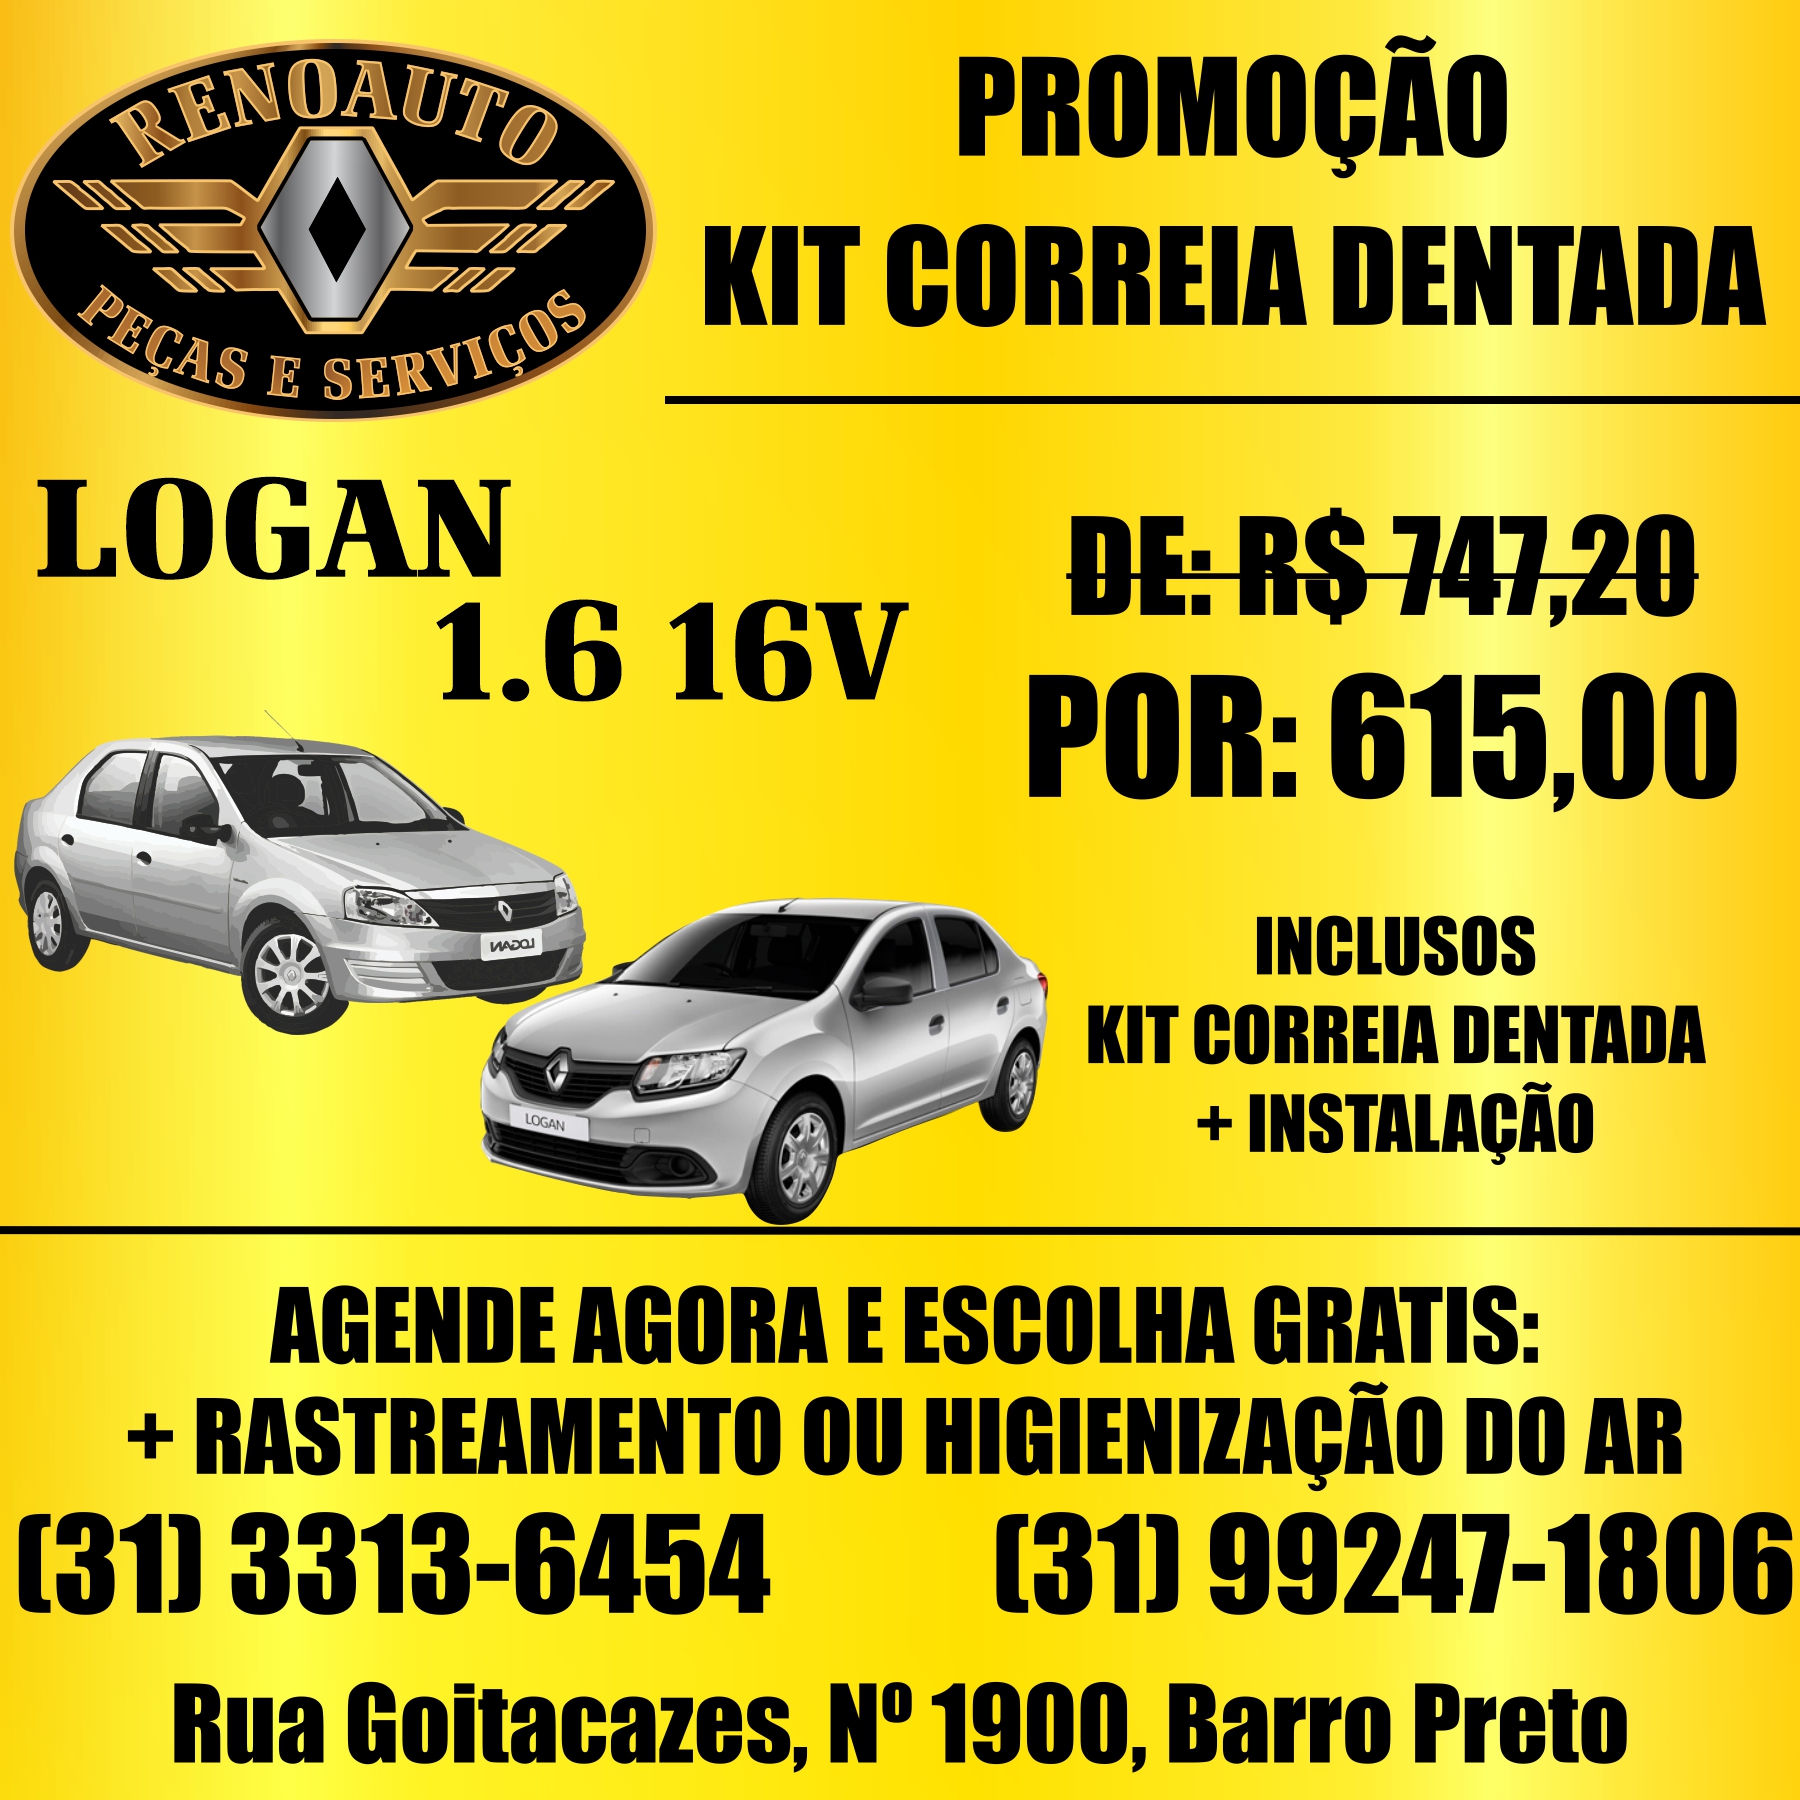 RENOAUTO
PEÇAS E SERVIÇOS
PROMOÇÃO
KIT CORREIA DENTADA
LOGAN
1.6 16V
DE: R$ 747,20
POR: 615,00
LOGAN
LOGAN
INCLUSOS
KIT CORREIA DENTADA
+ INSTALAÇÃO
AGENDE AGORA E ESCOLHA GRATIS:
+ RASTREAMENTO OU HIGIENIZAÇÃO DO AR
(31) 3313-6454 (31) 99247-1806
Rua Goitacazes, Nº 1900, Barro Preto